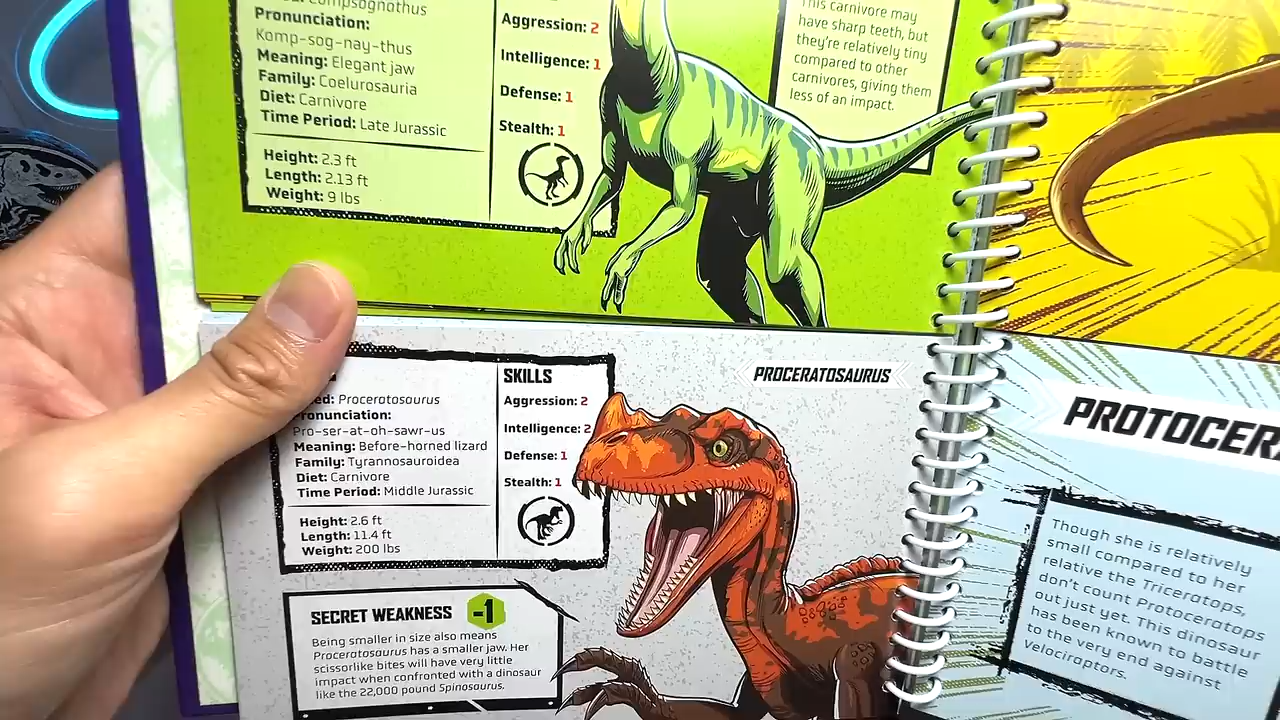 Compsognathus
Pronunciation:
Komp-sog-nay-thus
Meaning: Elegant jaw
Family: Coelurosauria
Diet: Carnivore
Time Period: Late Jurassic
Height: 2.3 ft
Length: 2.13 ft
Weight: 9 lbs
Aggression: 2
Intelligence: 1
Defense: 1
Stealth: 1
This carnivore may
have sharp teeth, but
they're relatively tiny
compared to other
carnivores, giving them
less of an impact.
Proceratosaurus
Pronunciation:
Pro-ser-at-oh-sawr-us
Meaning: Before-horned lizard
Family: Tyrannosauroidea
Diet: Carnivore
Time Period: Middle Jurassic
Height: 2.6 ft
Length: 11.4 ft
Weight: 200 lbs
SKILLS
Aggression: 2
Intelligence: 2
Defense: 1
Stealth: 1
PROCERATOSAURUS
SECRET WEAKNESS -1
Being smaller in size also means
Proceratosaurus has a smaller jaw. Her
scissorlike bites will have very little
impact when confronted with a dinosaur
like the 22,000 pound Spinosaurus.
PROTOCER
Though she is relatively
small compared to her
relative the Triceratops,
don't count Protoceratops
out just yet. This dinosaur
has been known to battle
to the very end against
Velociraptors.